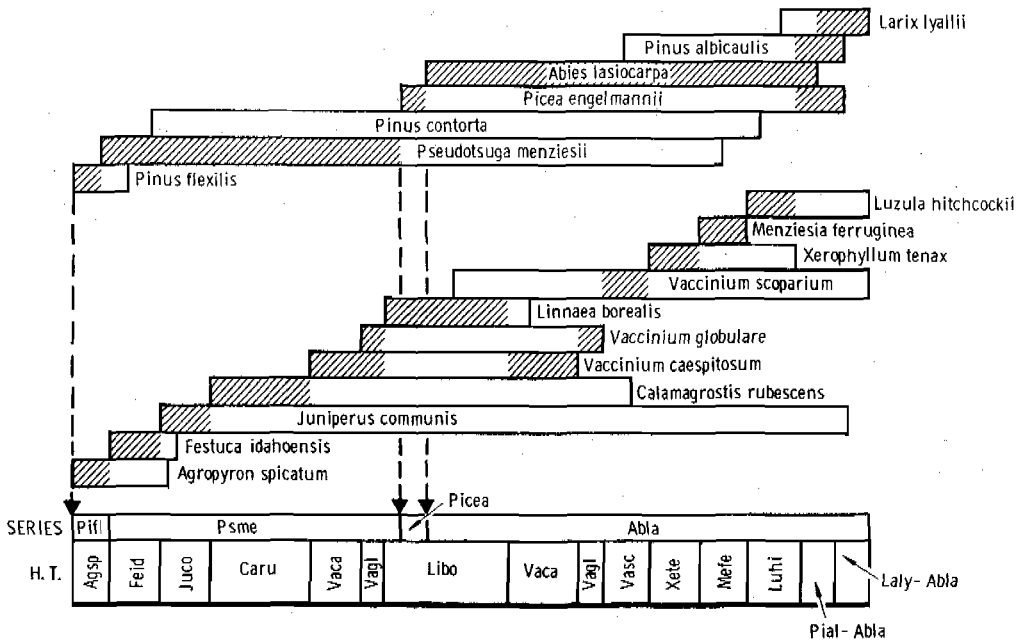 Larix lyallii
Pinus albicaulis
Abies lasiocarpa
Picea engelmannii
Pinus contorta
Pseudotsuga menziesii
Pinus flexilis
Luzula hitchcockii
Menziesia ferruginea
Xerophyllum tenax
Vaccinium scoparium
Linnaea borealis
Vaccinium globulare
Vaccinium caespitosum
Calamagrostis rubescens
Juniperus communis
Festuca idahoensis
Agropyron spicatum
Picea
SERIES Pifl Psme Abla
H. T. Agsp Feid Juco Caru Vaca Vagl Libo Vaca Vagl Vasc Xete Mefe Luhi
Laly-Abla
Pial-Abla